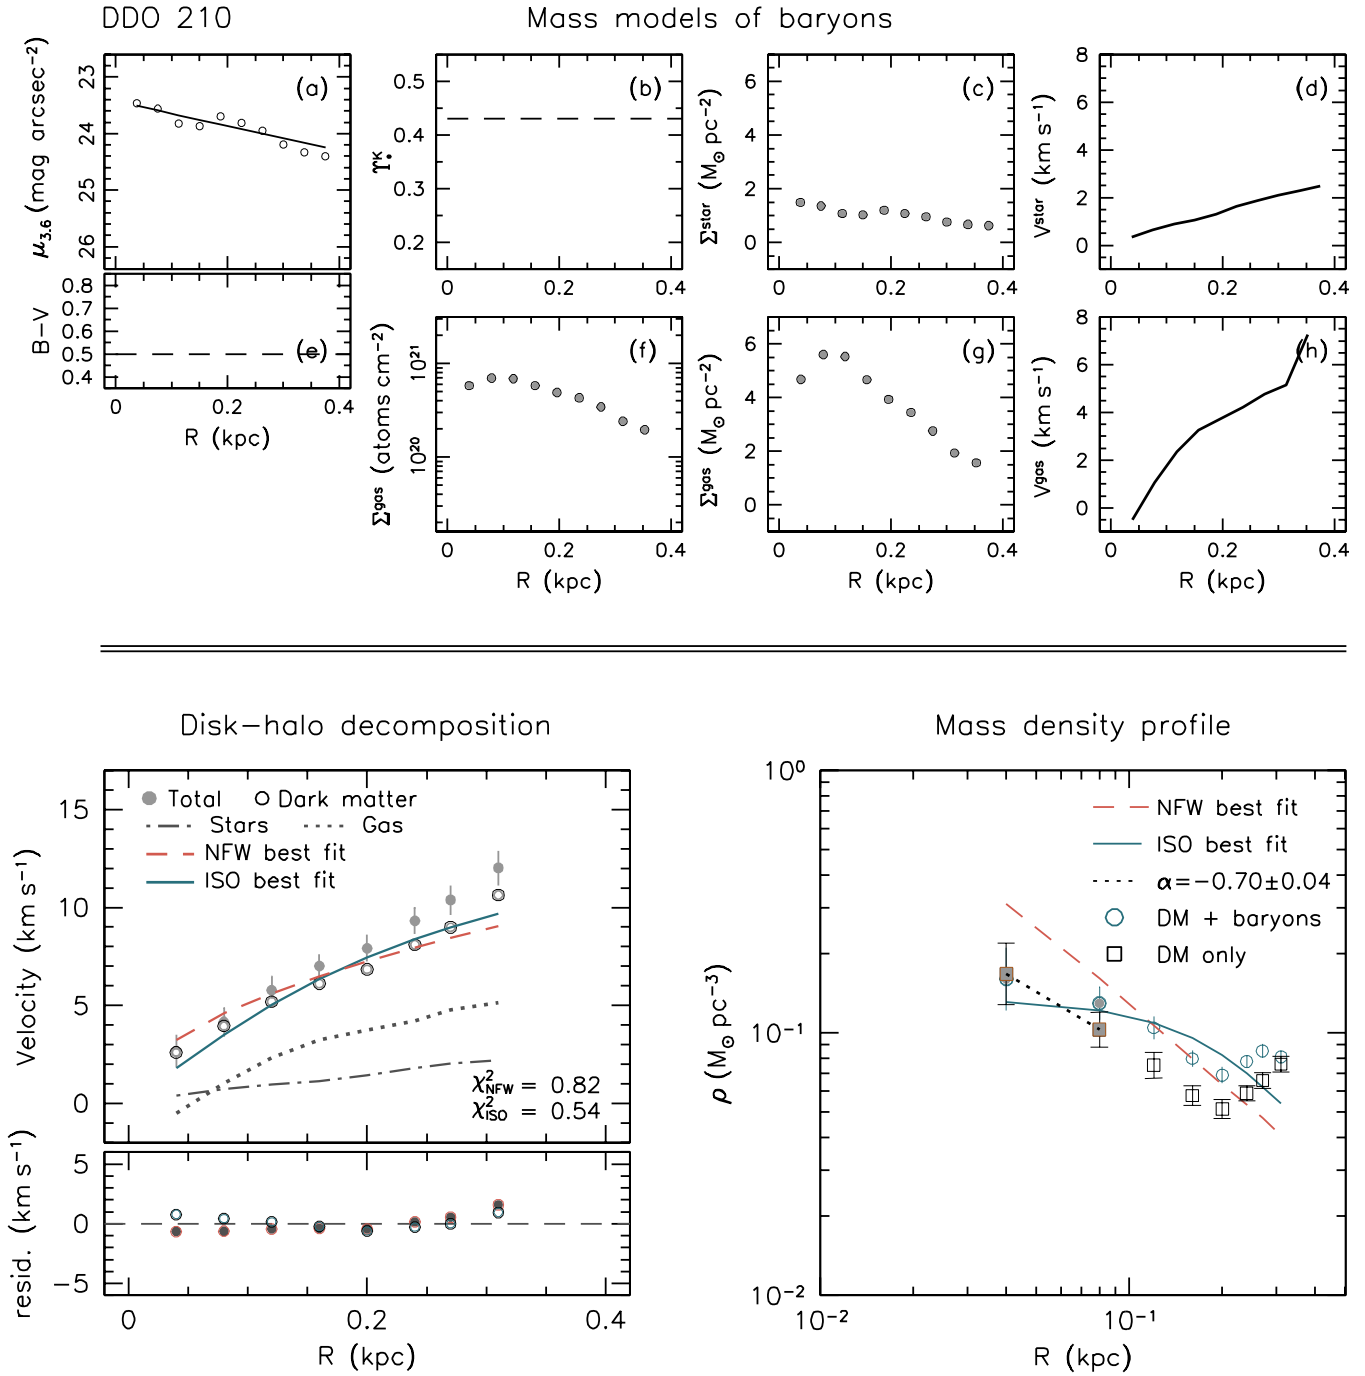 DDO 210
Mass models of baryons
μ3.6 (mag arcsec−2)
23
24
25
26
(a)
B−V
0.8
0.7
0.6
0.5
0.4
(e)
0
0.2
0.4
R (kpc)
ϒ⋆K
0.5
0.4
0.3
0.2
(b)
0
0.2
0.4
Σstar (M⊙ pc−2)
6
4
2
0
(c)
0
0.2
0.4
Vstar (km s−1)
8
6
4
2
0
(d)
0
0.2
0.4
Σgas (atoms cm−2)
10^21
10^20
(f)
0
0.2
0.4
R (kpc)
Σgas (M⊙ pc−2)
6
4
2
0
(g)
0
0.2
0.4
R (kpc)
Vgas (km s−1)
8
6
4
2
0
(h)
0
0.2
0.4
R (kpc)
Disk−halo decomposition
Velocity (km s−1)
15
10
5
0
Total Dark matter
Stars Gas
NFW best fit
ISO best fit
χ2NFW = 0.82
χ2ISO = 0.54
resid. (km s−1)
5
0
−5
0
0.2
0.4
R (kpc)
Mass density profile
ρ (M⊙ pc−3)
10^0
10^−1
10^−2
NFW best fit
ISO best fit
α=−0.70±0.04
DM + baryons
DM only
10^−2
10^−1
R (kpc)